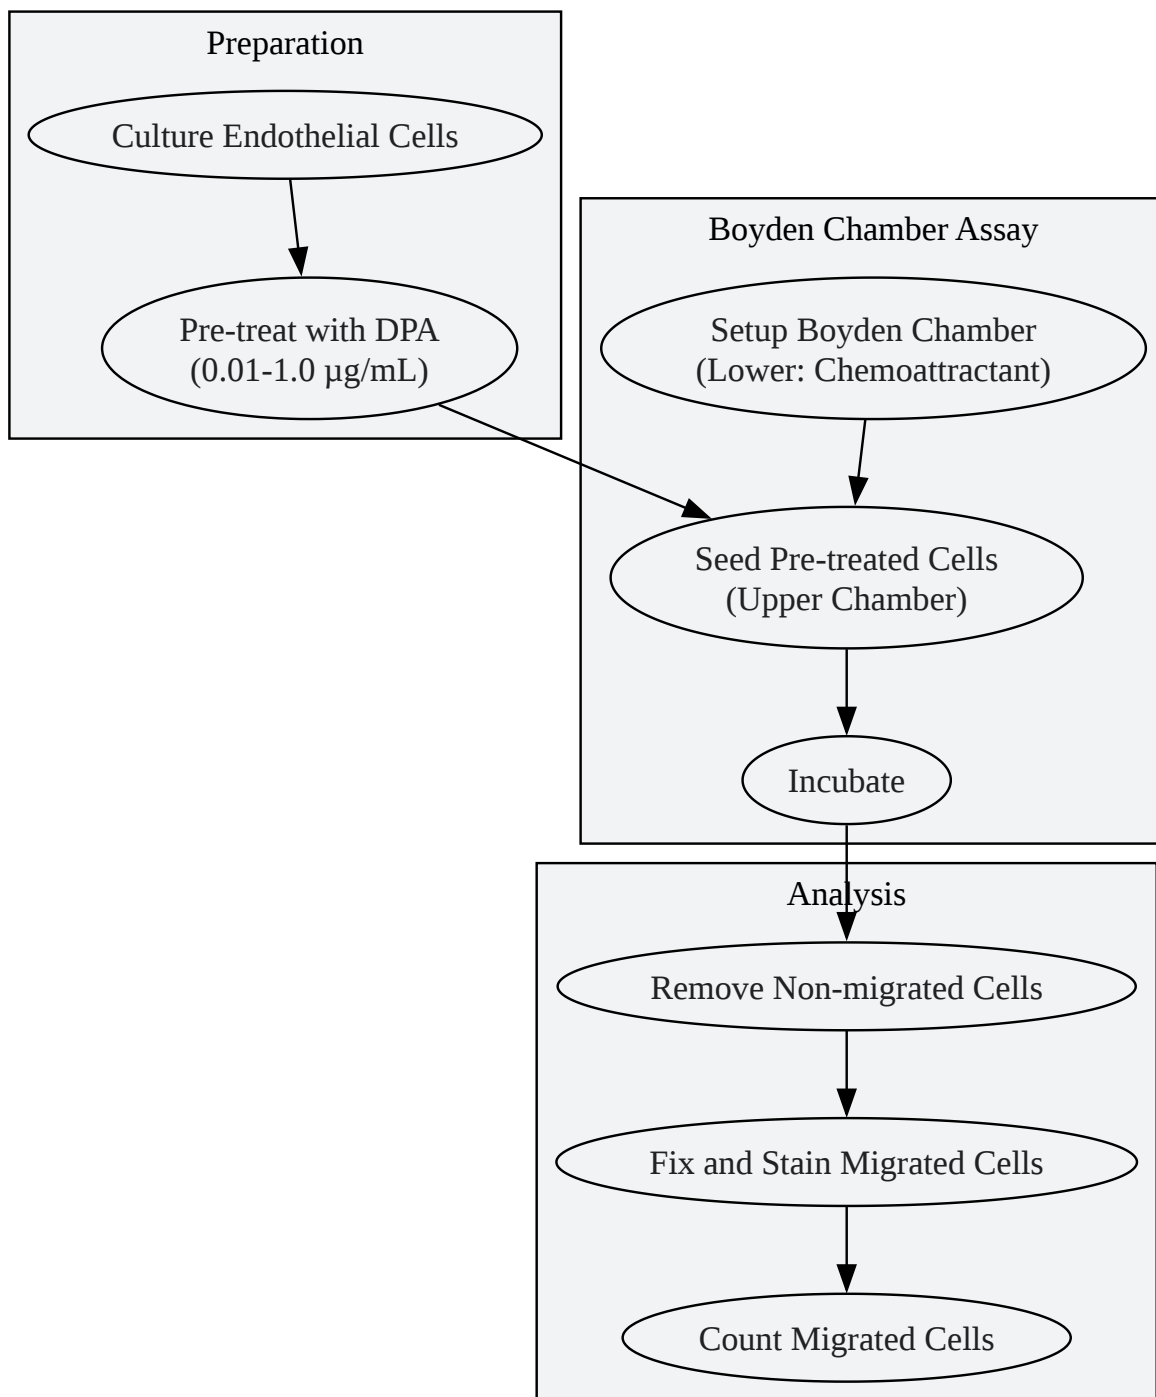 Preparation
Culture Endothelial Cells
Pre-treat with DPA
(0.01-1.0 µg/mL)
Boyden Chamber Assay
Setup Boyden Chamber
(Lower: Chemoattractant)
Seed Pre-treated Cells
(Upper Chamber)
Incubate
Analysis
Remove Non-migrated Cells
Fix and Stain Migrated Cells
Count Migrated Cells